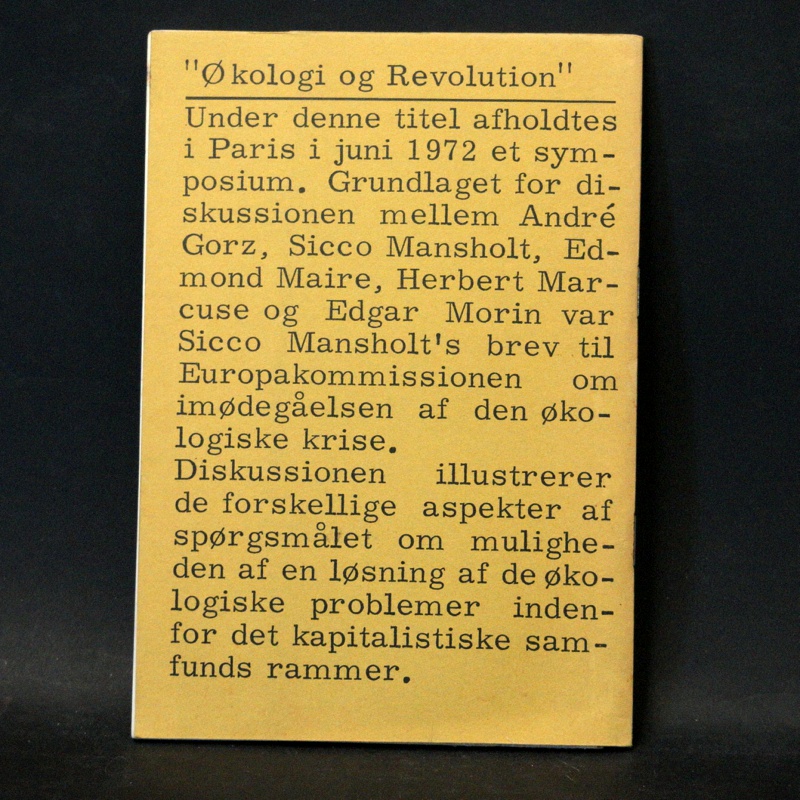 "Økologi og Revolution"
Under denne titel afholdtes
i Paris i juni 1972 et sym-
posium. Grundlaget for di-
skussionen mellem André
Gorz, Sicco Mansholt, Ed-
mond Maire, Herbert Mar-
cuse og Edgar Morin var
Sicco Mansholt's brev til
Europakommissionen om
imødegåelsen af den øko-
logiske krise.
Diskussionen illustrerer
de forskellige aspekter af
spørgsmålet om mulighe-
den af en løsning af de øko-
logiske problemer inden-
for det kapitalistiske sam-
funds rammer.